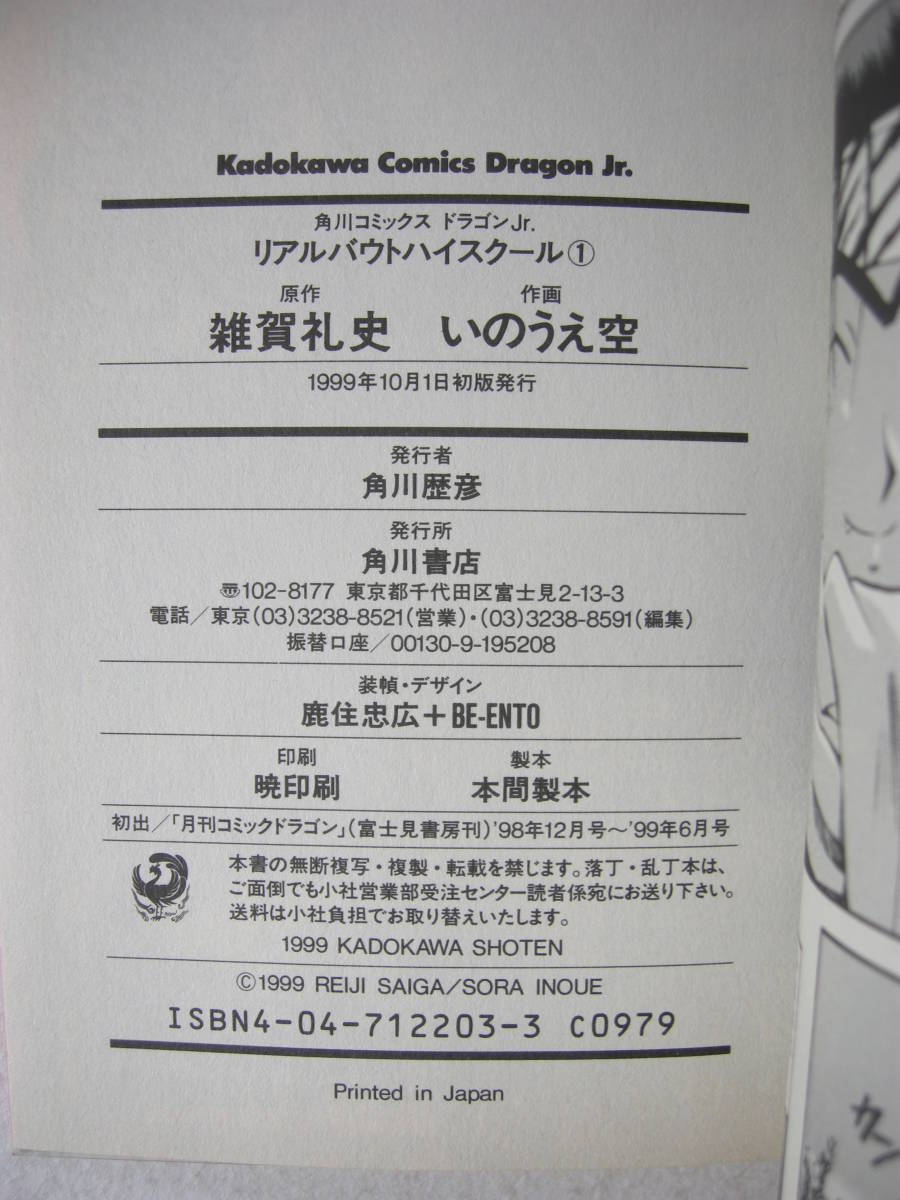 Kadokawa Comics Dragon Jr.
角川コミックス ドラゴンJr.
リアルバウトハイスクール①
原作 作画
雑賀礼史 いのうえ空
1999年10月1日初版発行
発行者
角川歴彦
発行所
角川書店
〠102-8177 東京都千代田区富士見2-13-3
電話／東京(03)3238-8521(営業)・(03)3238-8591(編集)
振替口座／00130-9-195208
装幀・デザイン
鹿住忠広＋BE-ENTO
印刷 製本
暁印刷 本間製本
初出／「月刊コミックドラゴン」(富士見書房刊)'98年12月号～'99年6月号
本書の無断複写・複製・転載を禁じます。落丁・乱丁本は、
ご面倒でも小社営業部受注センター読者係宛にお送り下さい。
送料は小社負担でお取り替えいたします。
1999 KADOKAWA SHOTEN
©1999 REIJI SAIGA/SORA INOUE
ISBN4-04-712203-3 C0979
Printed in Japan